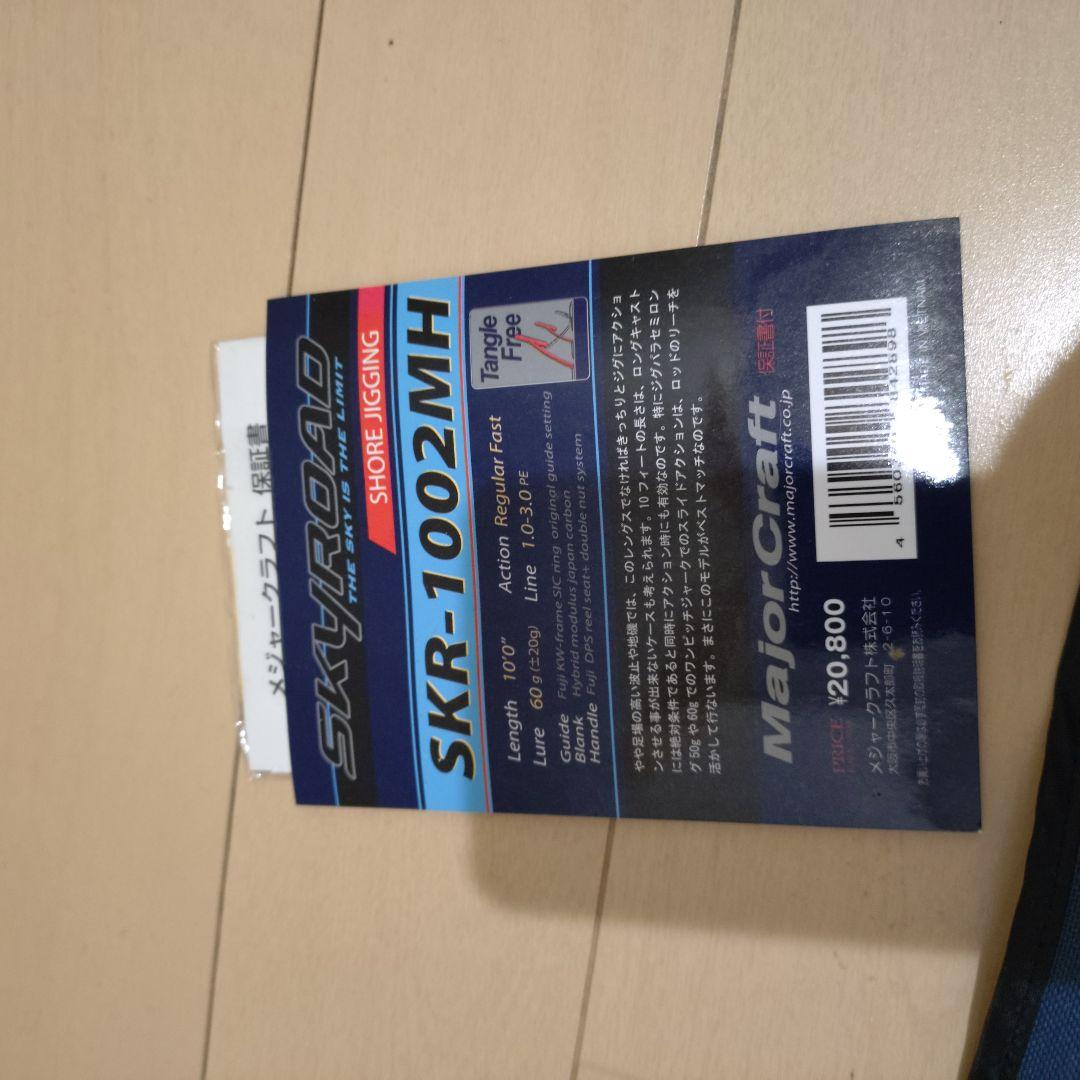 メジャークラフト 保証書
SKYROAD
THE SKY IS THE LIMIT
SHORE JIGGING
SKR-1002MH
Length 10'0" Action Regular Fast
Lure 60g (±20g) Line 1.0-3.0 PE
Guide Fuji KW-frame SIC ring original guide setting
Blank Hybrid modulus japan carbon
Handle Fuji DPS reel seat+ double nut system
Tangle
Free
やや足場の高い波止や地磯では、このレングスでなければきっちりとジグにアクショ
ンさせる事が出来ないケースも考えられます。10フィートの長さは、ロングキャスト
には絶対条件であると同時にアクション時にも有効なのです。特にジグパラセミロン
グ50gや60gでのワンピッチジャークでのスライドアクションは、ロッドのリーチを
活かして行ないます。まさにこのモデルがベストマッチなのです。
Major Craft
http://www.majorcraft.co.jp 保証書付
PRICE ¥20,800
メジャークラフト株式会社
大阪市中央区久太郎町 2-6-10